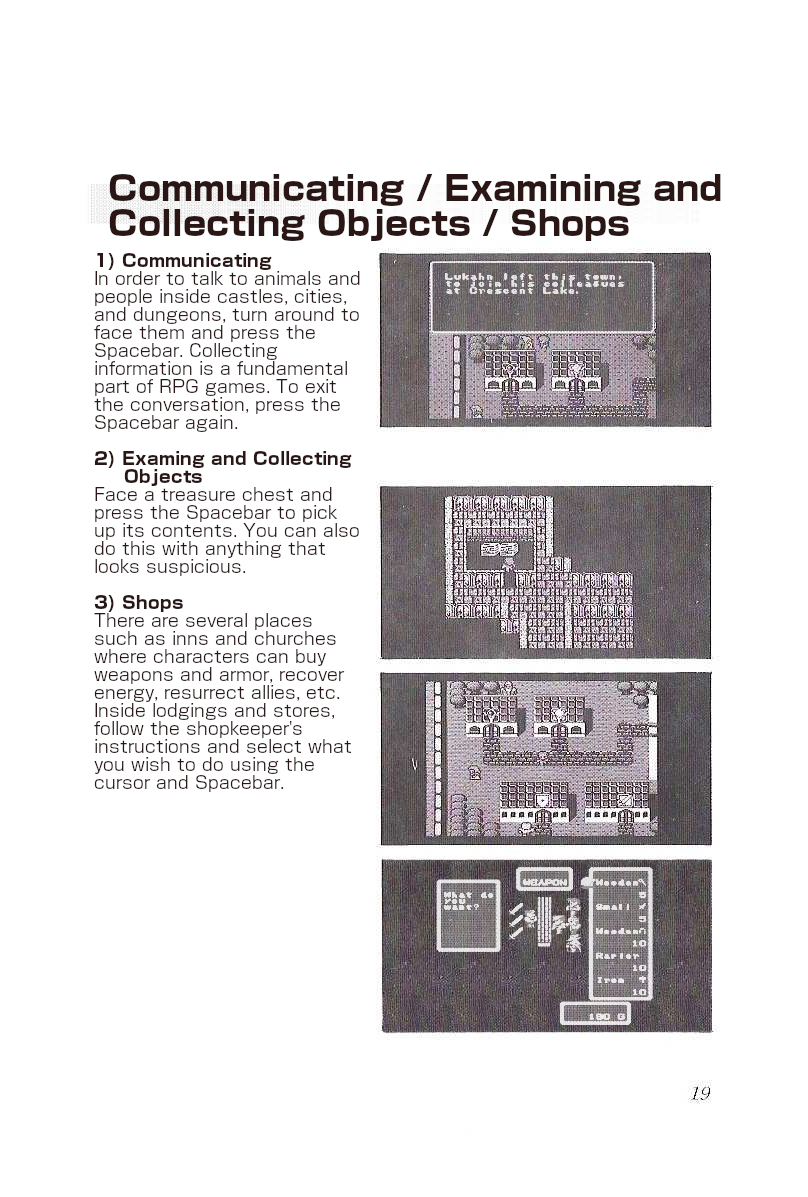 Communicating / Examining and
Collecting Objects / Shops
1) Communicating
In order to talk to animals and
people inside castles, cities,
and dungeons, turn around to
face them and press the
Spacebar. Collecting
information is a fundamental
part of RPG games. To exit
the conversation, press the
Spacebar again.
2) Examing and Collecting
Objects
Face a treasure chest and
press the Spacebar to pick
up its contents. You can also
do this with anything that
looks suspicious.
3) Shops
There are several places
such as inns and churches
where characters can buy
weapons and armor, recover
energy, resurrect allies, etc.
Inside lodgings and stores,
follow the shopkeeper's
instructions and select what
you wish to do using the
cursor and Spacebar.
Lukahn left this town,
to join his colleagues
at Crescent Lake.
What do
you
want?
WEAPON
Wooden
5
Small
5
Wooden
10
Rapier
10
Iron
10
180 G
19